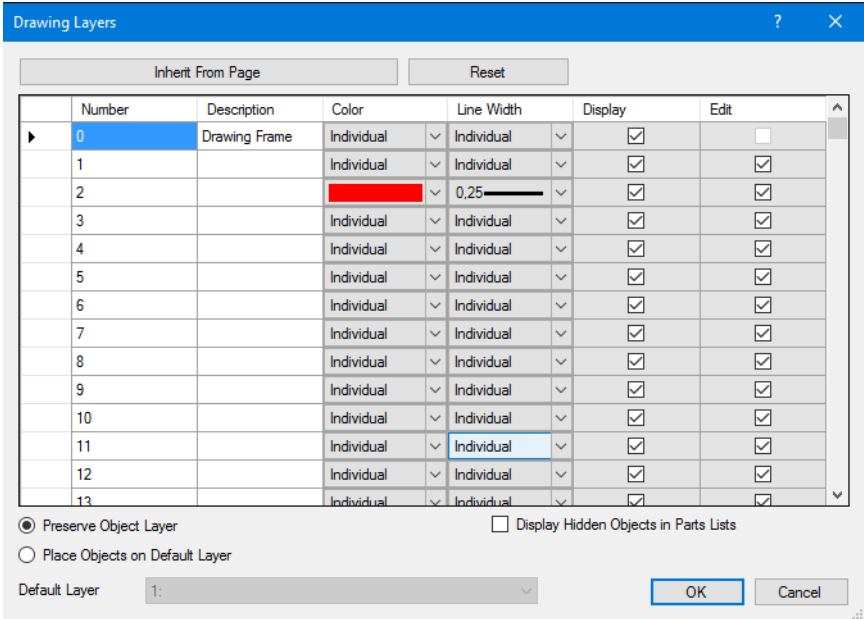 Drawing Layers ? ×
Inherit From Page Reset
Number Description Color Line Width Display Edit
0 Drawing Frame Individual Individual
1 Individual Individual
2 0,25
3 Individual Individual
4 Individual Individual
5 Individual Individual
6 Individual Individual
7 Individual Individual
8 Individual Individual
9 Individual Individual
10 Individual Individual
11 Individual Individual
12 Individual Individual
13 Individual Individual
Preserve Object Layer Display Hidden Objects in Parts Lists
Place Objects on Default Layer
Default Layer 1: OK Cancel